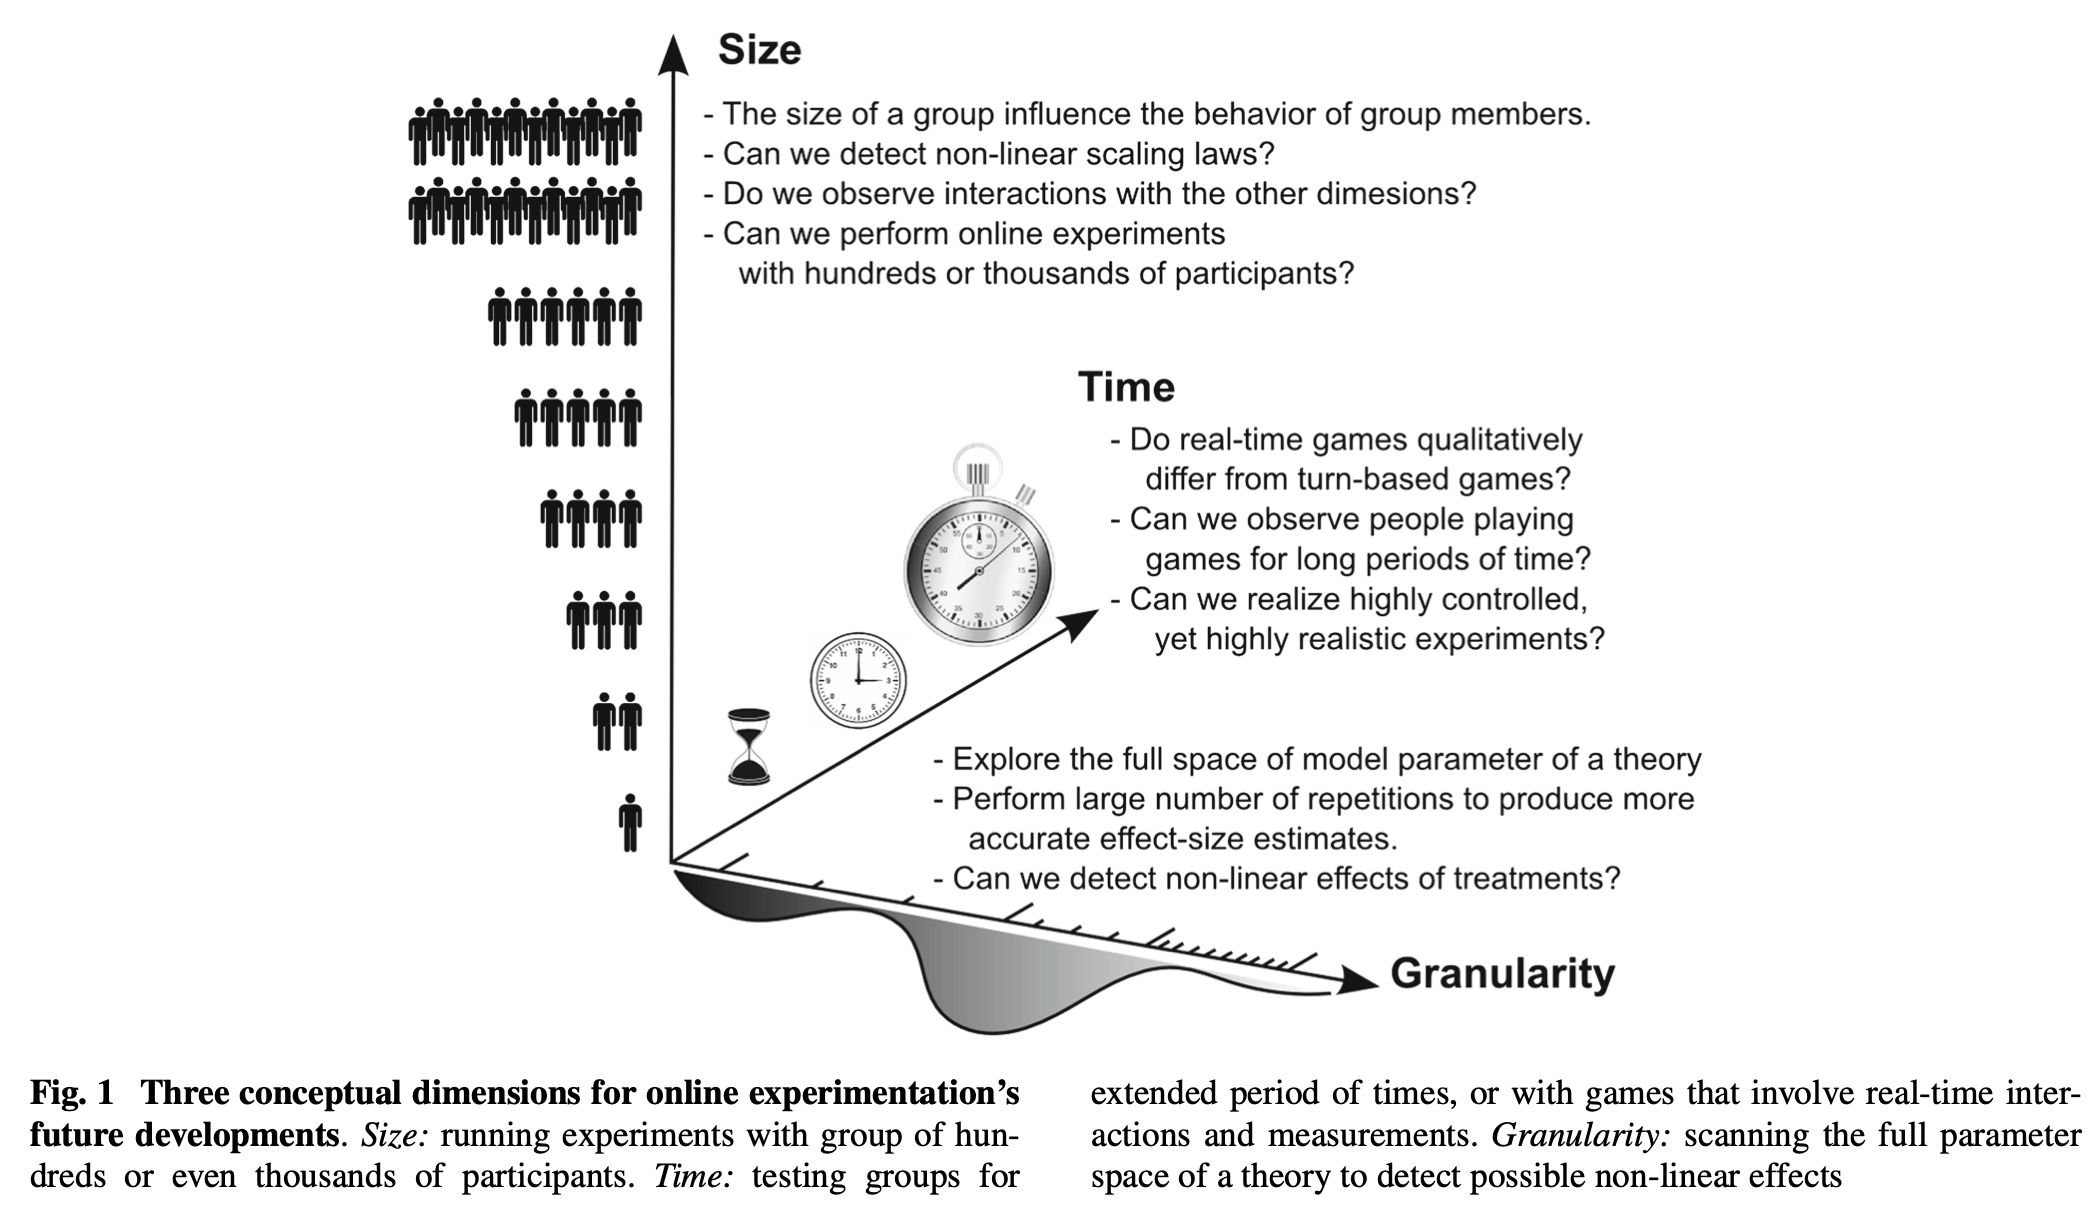 Size
- The size of a group influence the behavior of group members.
- Can we detect non-linear scaling laws?
- Do we observe interactions with the other dimesions?
- Can we perform online experiments
with hundreds or thousands of participants?
Time
- Do real-time games qualitatively
differ from turn-based games?
- Can we observe people playing
games for long periods of time?
- Can we realize highly controlled,
yet highly realistic experiments?
- Explore the full space of model parameter of a theory
- Perform large number of repetitions to produce more
accurate effect-size estimates.
- Can we detect non-linear effects of treatments?
Granularity
Fig. 1 Three conceptual dimensions for online experimentation's
future developments. Size: running experiments with group of hun-
dreds or even thousands of participants. Time: testing groups for
extended period of times, or with games that involve real-time inter-
actions and measurements. Granularity: scanning the full parameter
space of a theory to detect possible non-linear effects